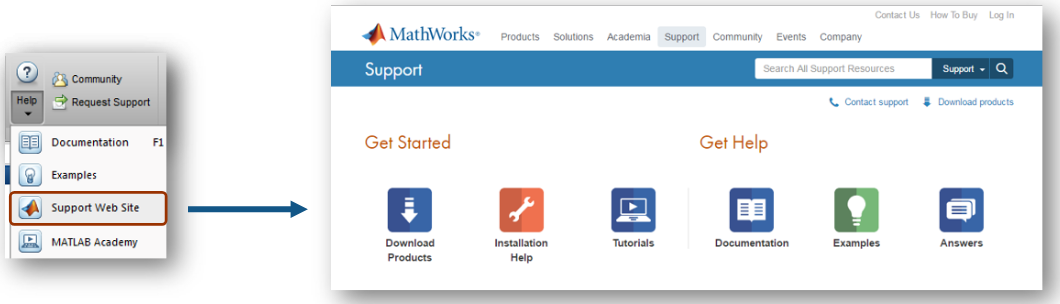 Community
Help
Request Support
Documentation F1
Examples
Support Web Site
MATLAB Academy
Contact Us How To Buy Log In
MathWorks®
Products Solutions Academia Support Community Events Company
Support
Search All Support Resources
Support
Contact support
Download products
Get Started
Get Help
Download
Products
Installation
Help
Tutorials
Documentation
Examples
Answers